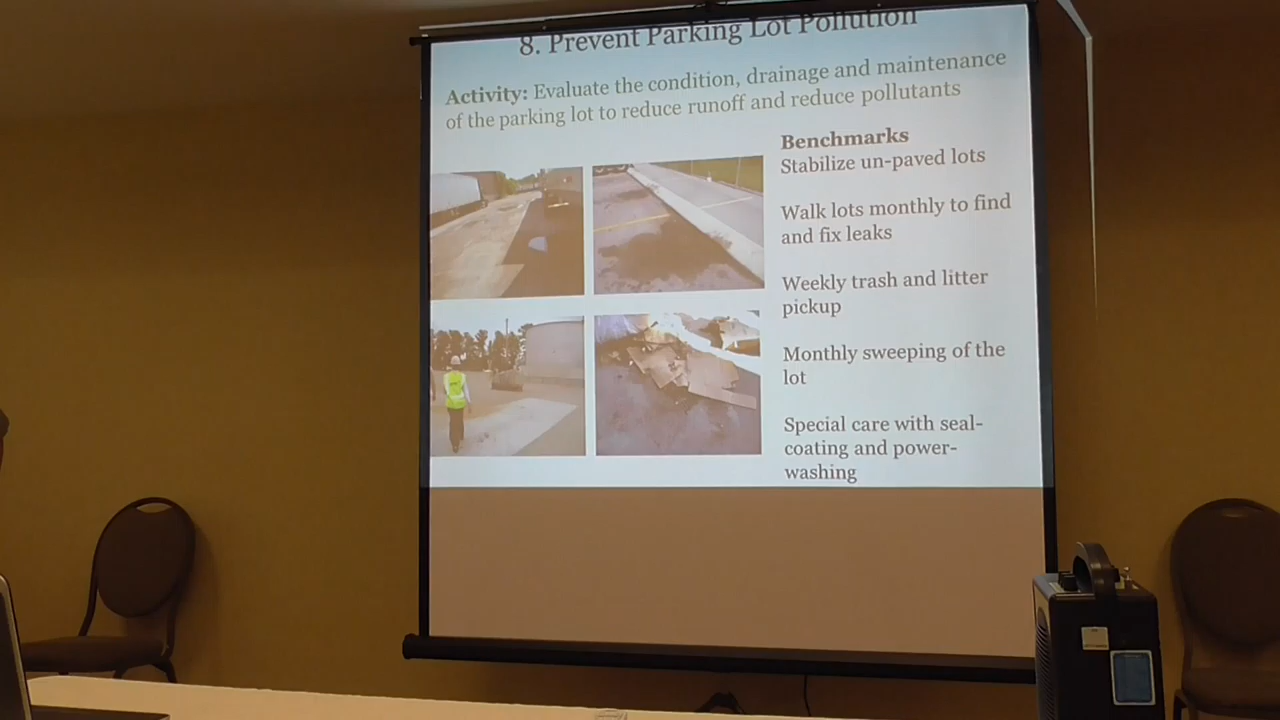 8. Prevent Parking Lot Pollution
Activity: Evaluate the condition, drainage and maintenance
of the parking lot to reduce runoff and reduce pollutants
Benchmarks
Stabilize un-paved lots
Walk lots monthly to find
and fix leaks
Weekly trash and litter
pickup
Monthly sweeping of the
lot
Special care with seal-
coating and power-
washing